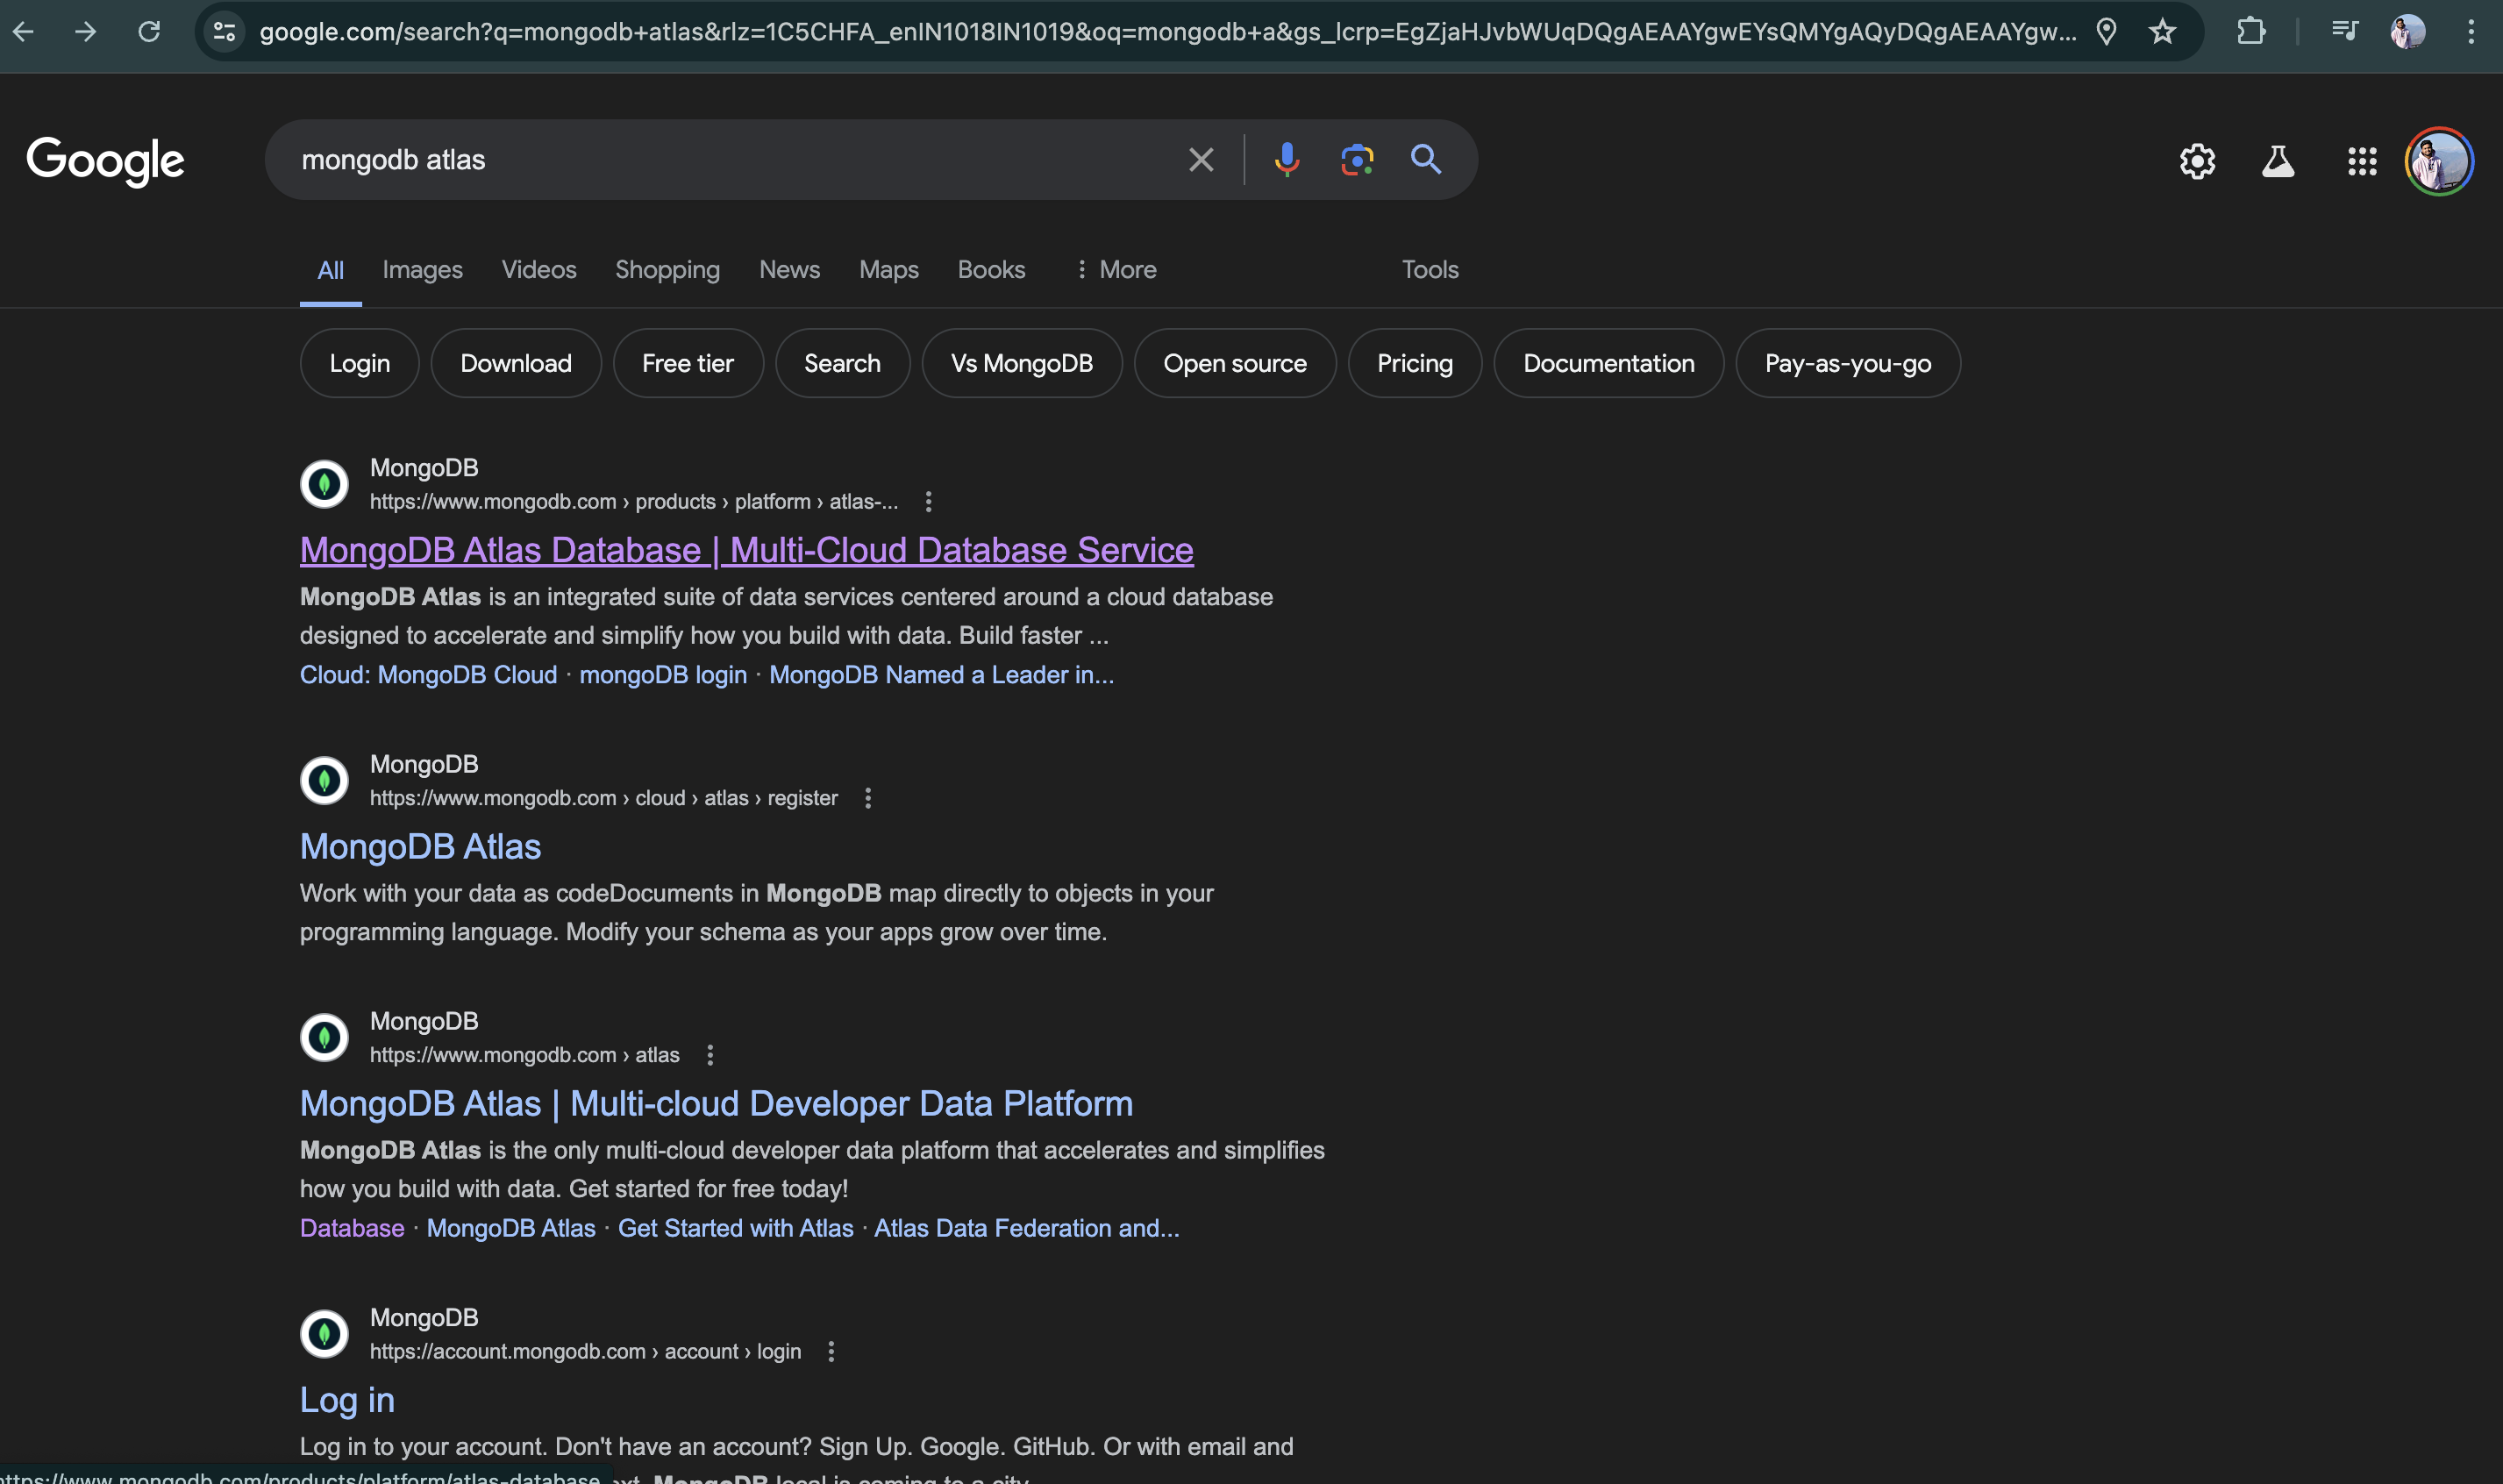 google.com/search?q=mongodb+atlas&rlz=1C5CHFA_enIN1018IN1019&oq=mongodb+a&gs_lcrp=EgZjaHJvbWUqDQgAEAAYgwEYsQMYgAQyDQgAEAAYgw...
Google
mongodb atlas
All Images Videos Shopping News Maps Books More Tools
Login Download Free tier Search Vs MongoDB Open source Pricing Documentation Pay-as-you-go
MongoDB
https://www.mongodb.com › products › platform › atlas-...
MongoDB Atlas Database | Multi-Cloud Database Service
MongoDB Atlas is an integrated suite of data services centered around a cloud database
designed to accelerate and simplify how you build with data. Build faster ...
Cloud: MongoDB Cloud · mongoDB login · MongoDB Named a Leader in...
MongoDB
https://www.mongodb.com › cloud › atlas › register
MongoDB Atlas
Work with your data as codeDocuments in MongoDB map directly to objects in your
programming language. Modify your schema as your apps grow over time.
MongoDB
https://www.mongodb.com › atlas
MongoDB Atlas | Multi-cloud Developer Data Platform
MongoDB Atlas is the only multi-cloud developer data platform that accelerates and simplifies
how you build with data. Get started for free today!
Database · MongoDB Atlas · Get Started with Atlas · Atlas Data Federation and...
MongoDB
https://account.mongodb.com › account › login
Log in
Log in to your account. Don't have an account? Sign Up. Google. GitHub. Or with email and
https://www.mongodb.com/products/platform/atlas-database MongoDB local is coming to a city